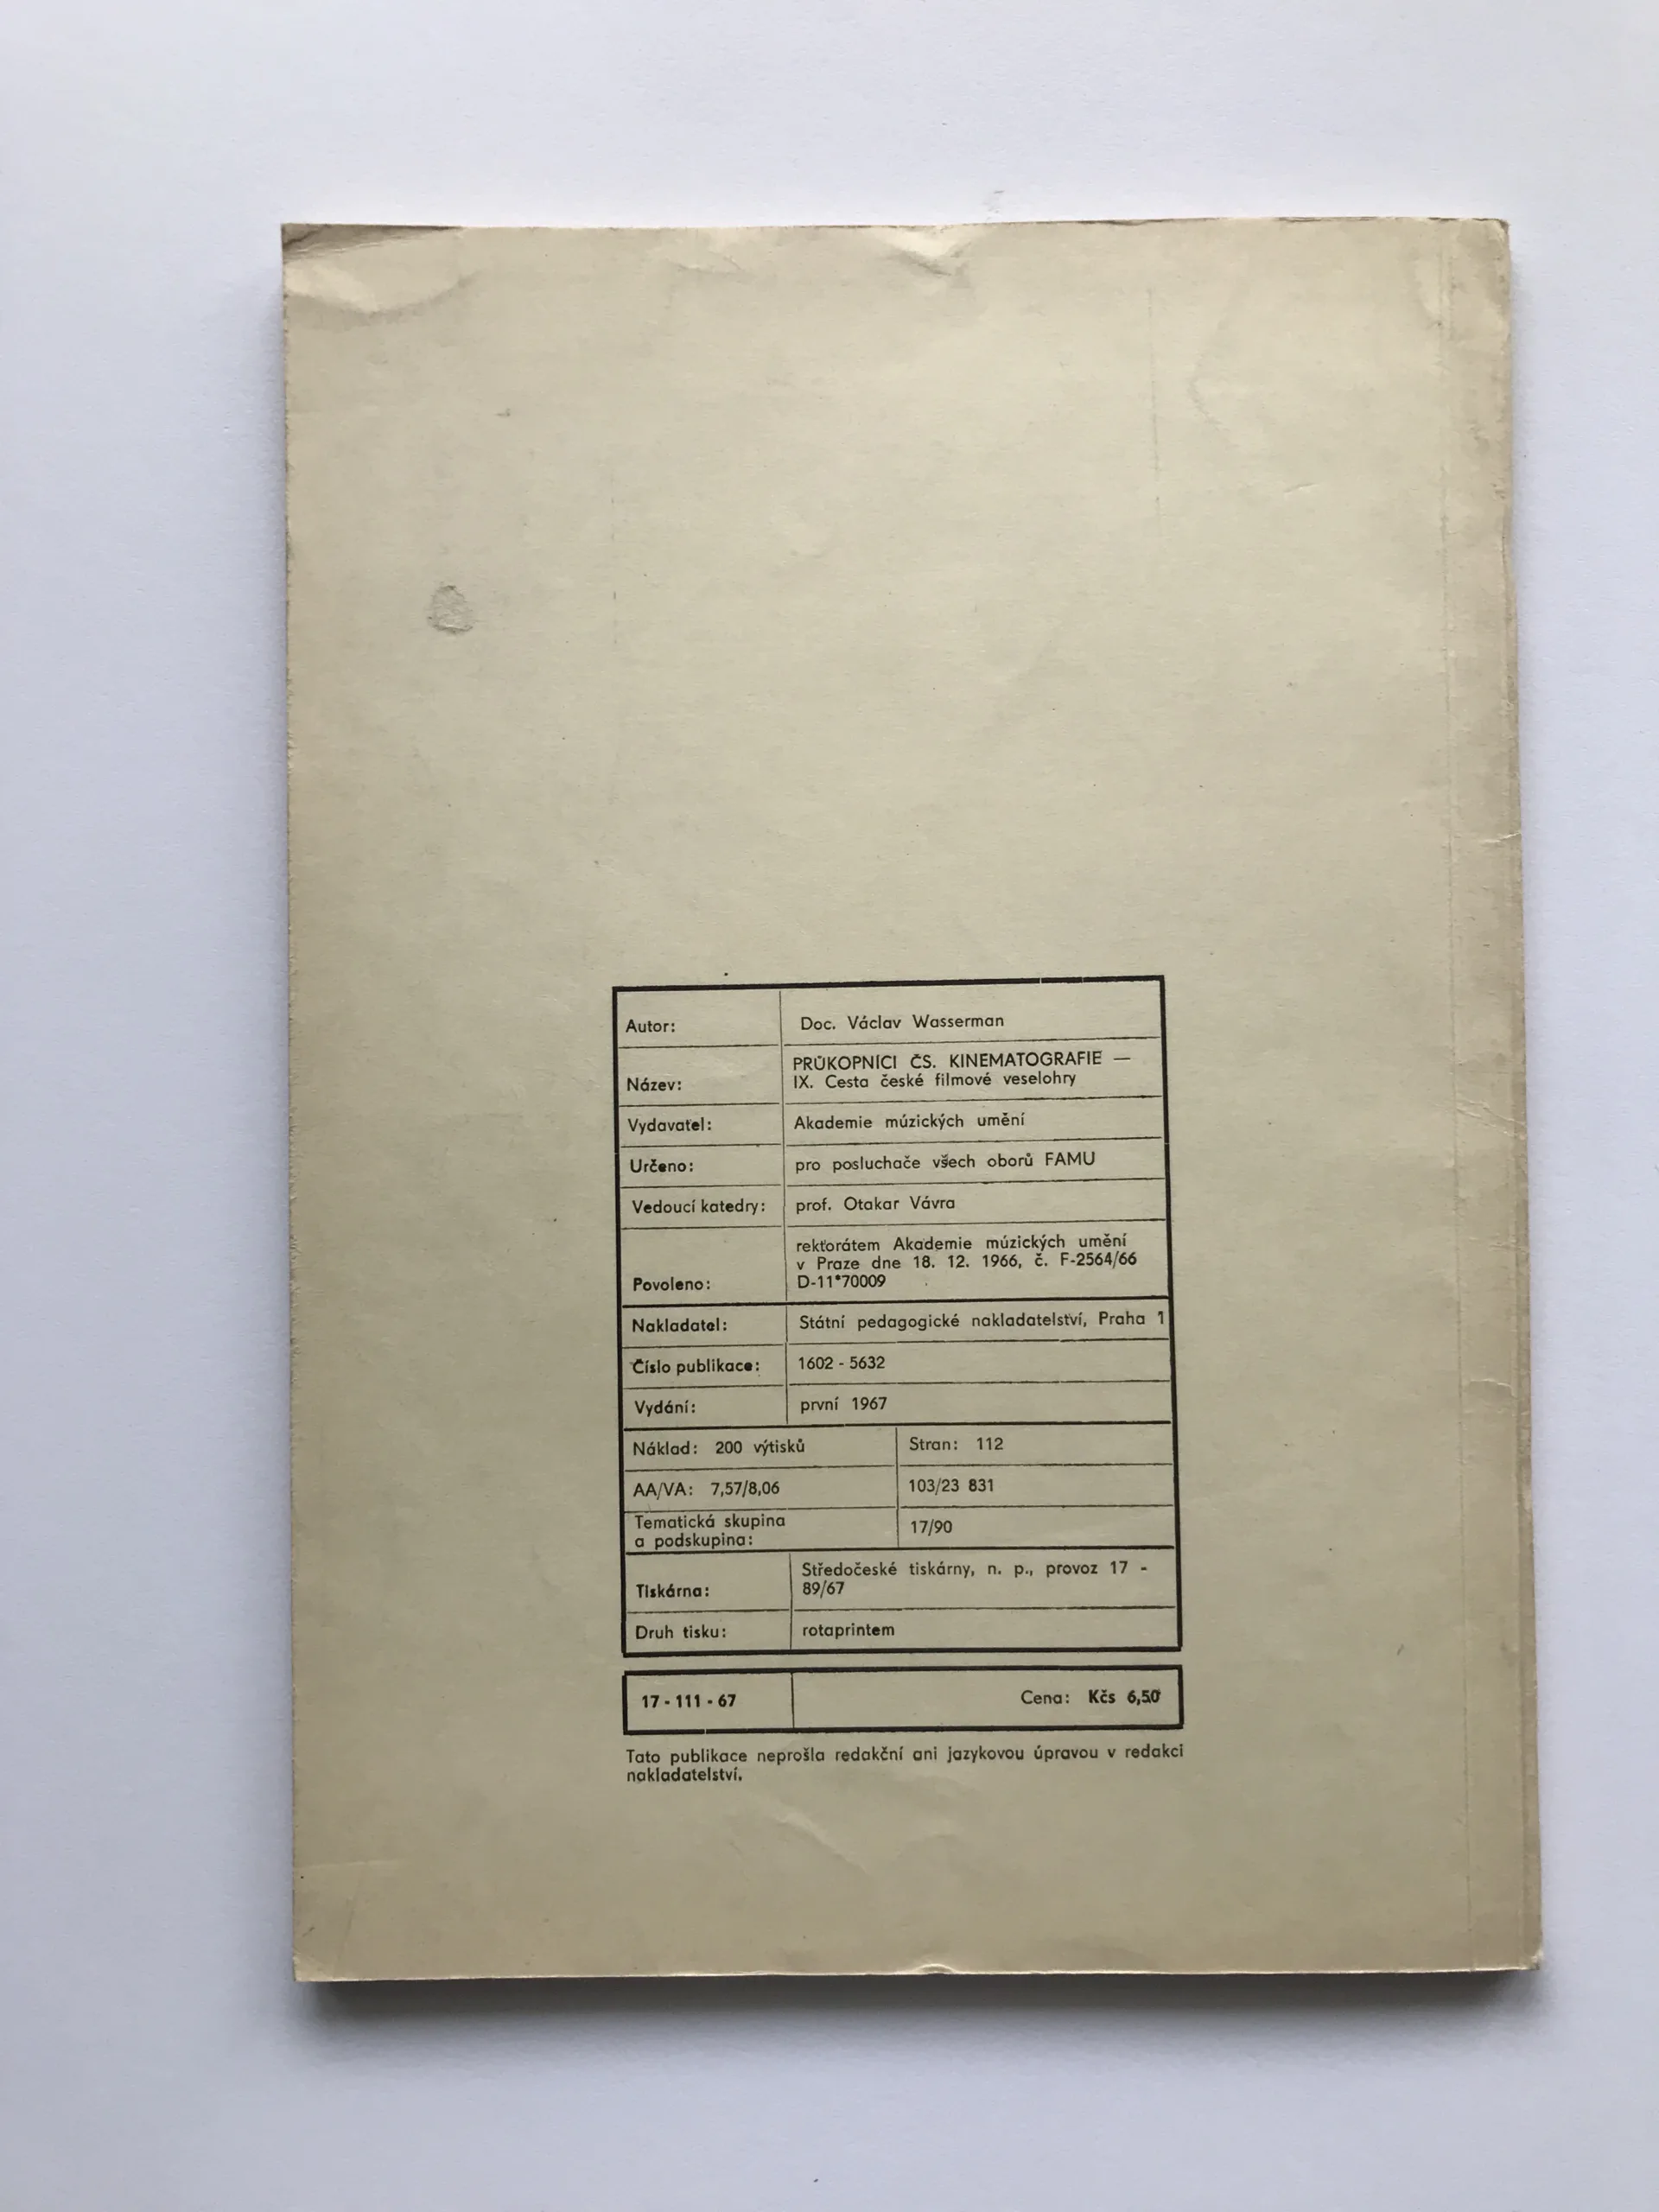 Autor: Doc. Václav Wasserman
PRŮKOPNÍCI ČS. KINEMATOGRAFIE —
Název: IX. Cesta české filmové veselohry
Vydavatel: Akademie múzických umění
Určeno: pro posluchače všech oborů FAMU
Vedoucí katedry: prof. Otakar Vávra
rektorátem Akademie múzických umění
v Praze dne 18. 12. 1966, č. F-2564/66
Povoleno: D-11*70009
Nakladatel: Státní pedagogické nakladatelství, Praha 1
Číslo publikace: 1602 - 5632
Vydání: první 1967
Náklad: 200 výtisků Stran: 112
AA/VA: 7,57/8,06 103/23 831
Tematická skupina
a podskupina: 17/90
Středočeské tiskárny, n. p., provoz 17 -
Tiskárna: 89/67
Druh tisku: rotaprintem
17 - 111 - 67 Cena: Kčs 6,50
Tato publikace neprošla redakční ani jazykovou úpravou v redakci
nakladatelství.